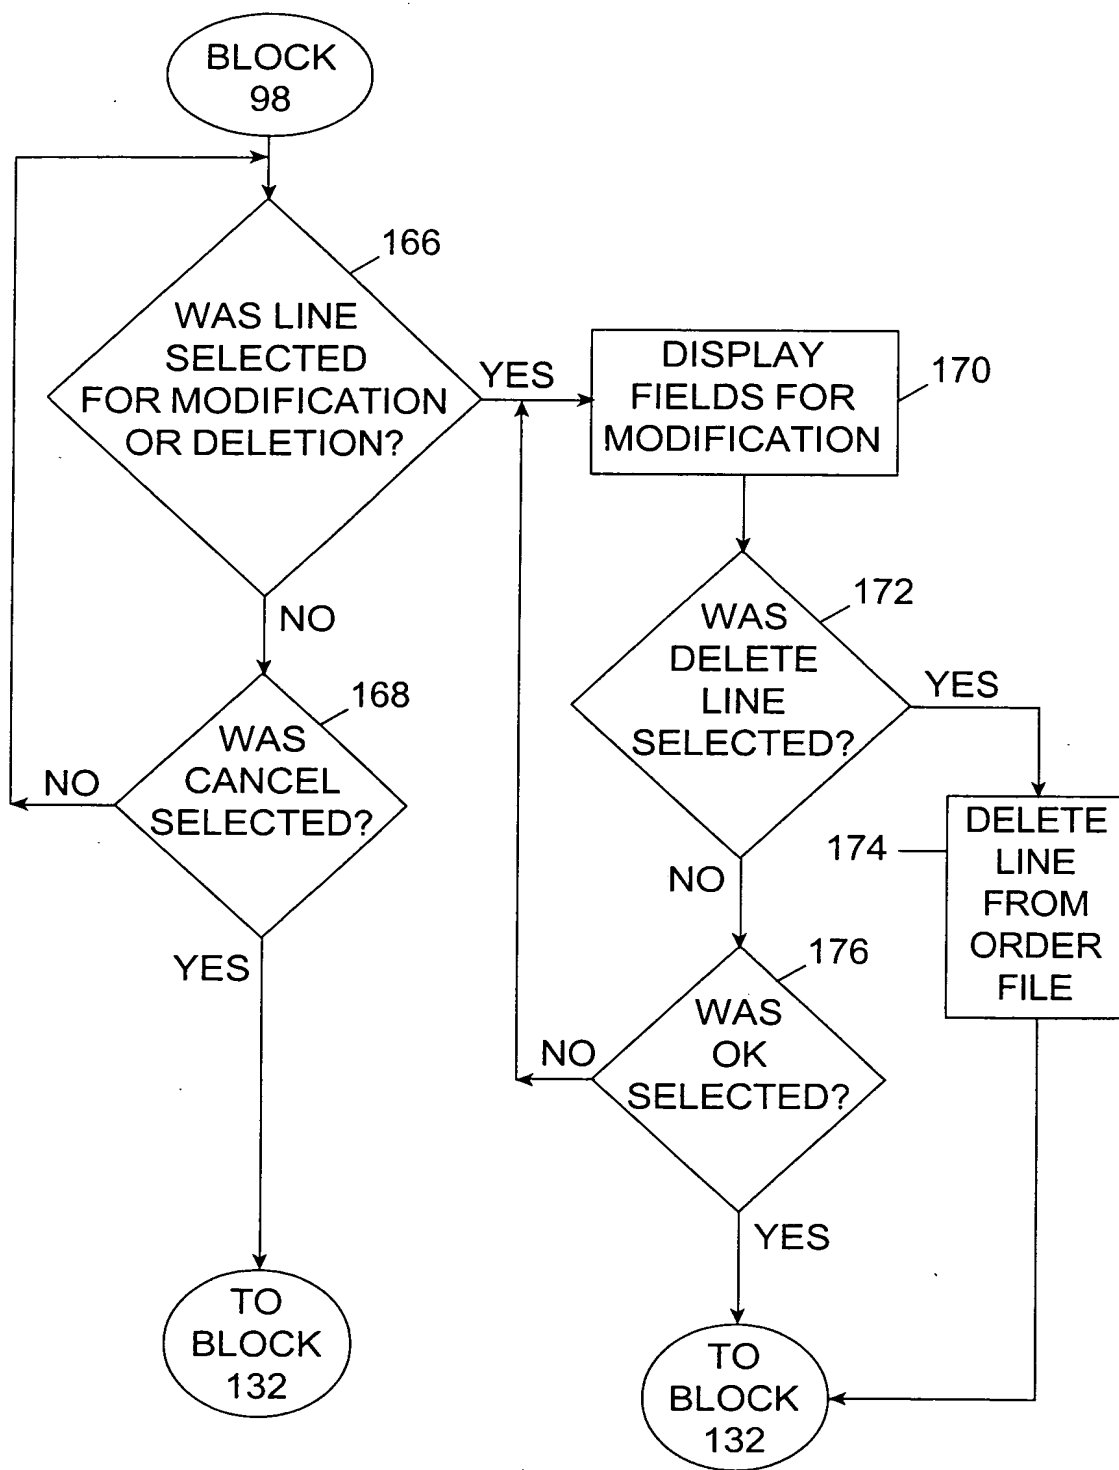 BLOCK
98
166
WAS LINE
SELECTED
FOR MODIFICATION
OR DELETION?
YES
DISPLAY
FIELDS FOR
MODIFICATION
170
NO
172
WAS
DELETE
LINE
SELECTED?
YES
168
WAS
CANCEL
SELECTED?
NO
174
DELETE
LINE
FROM
ORDER
FILE
NO
176
WAS
OK
SELECTED?
NO
YES
YES
TO
BLOCK
132
TO
BLOCK
132